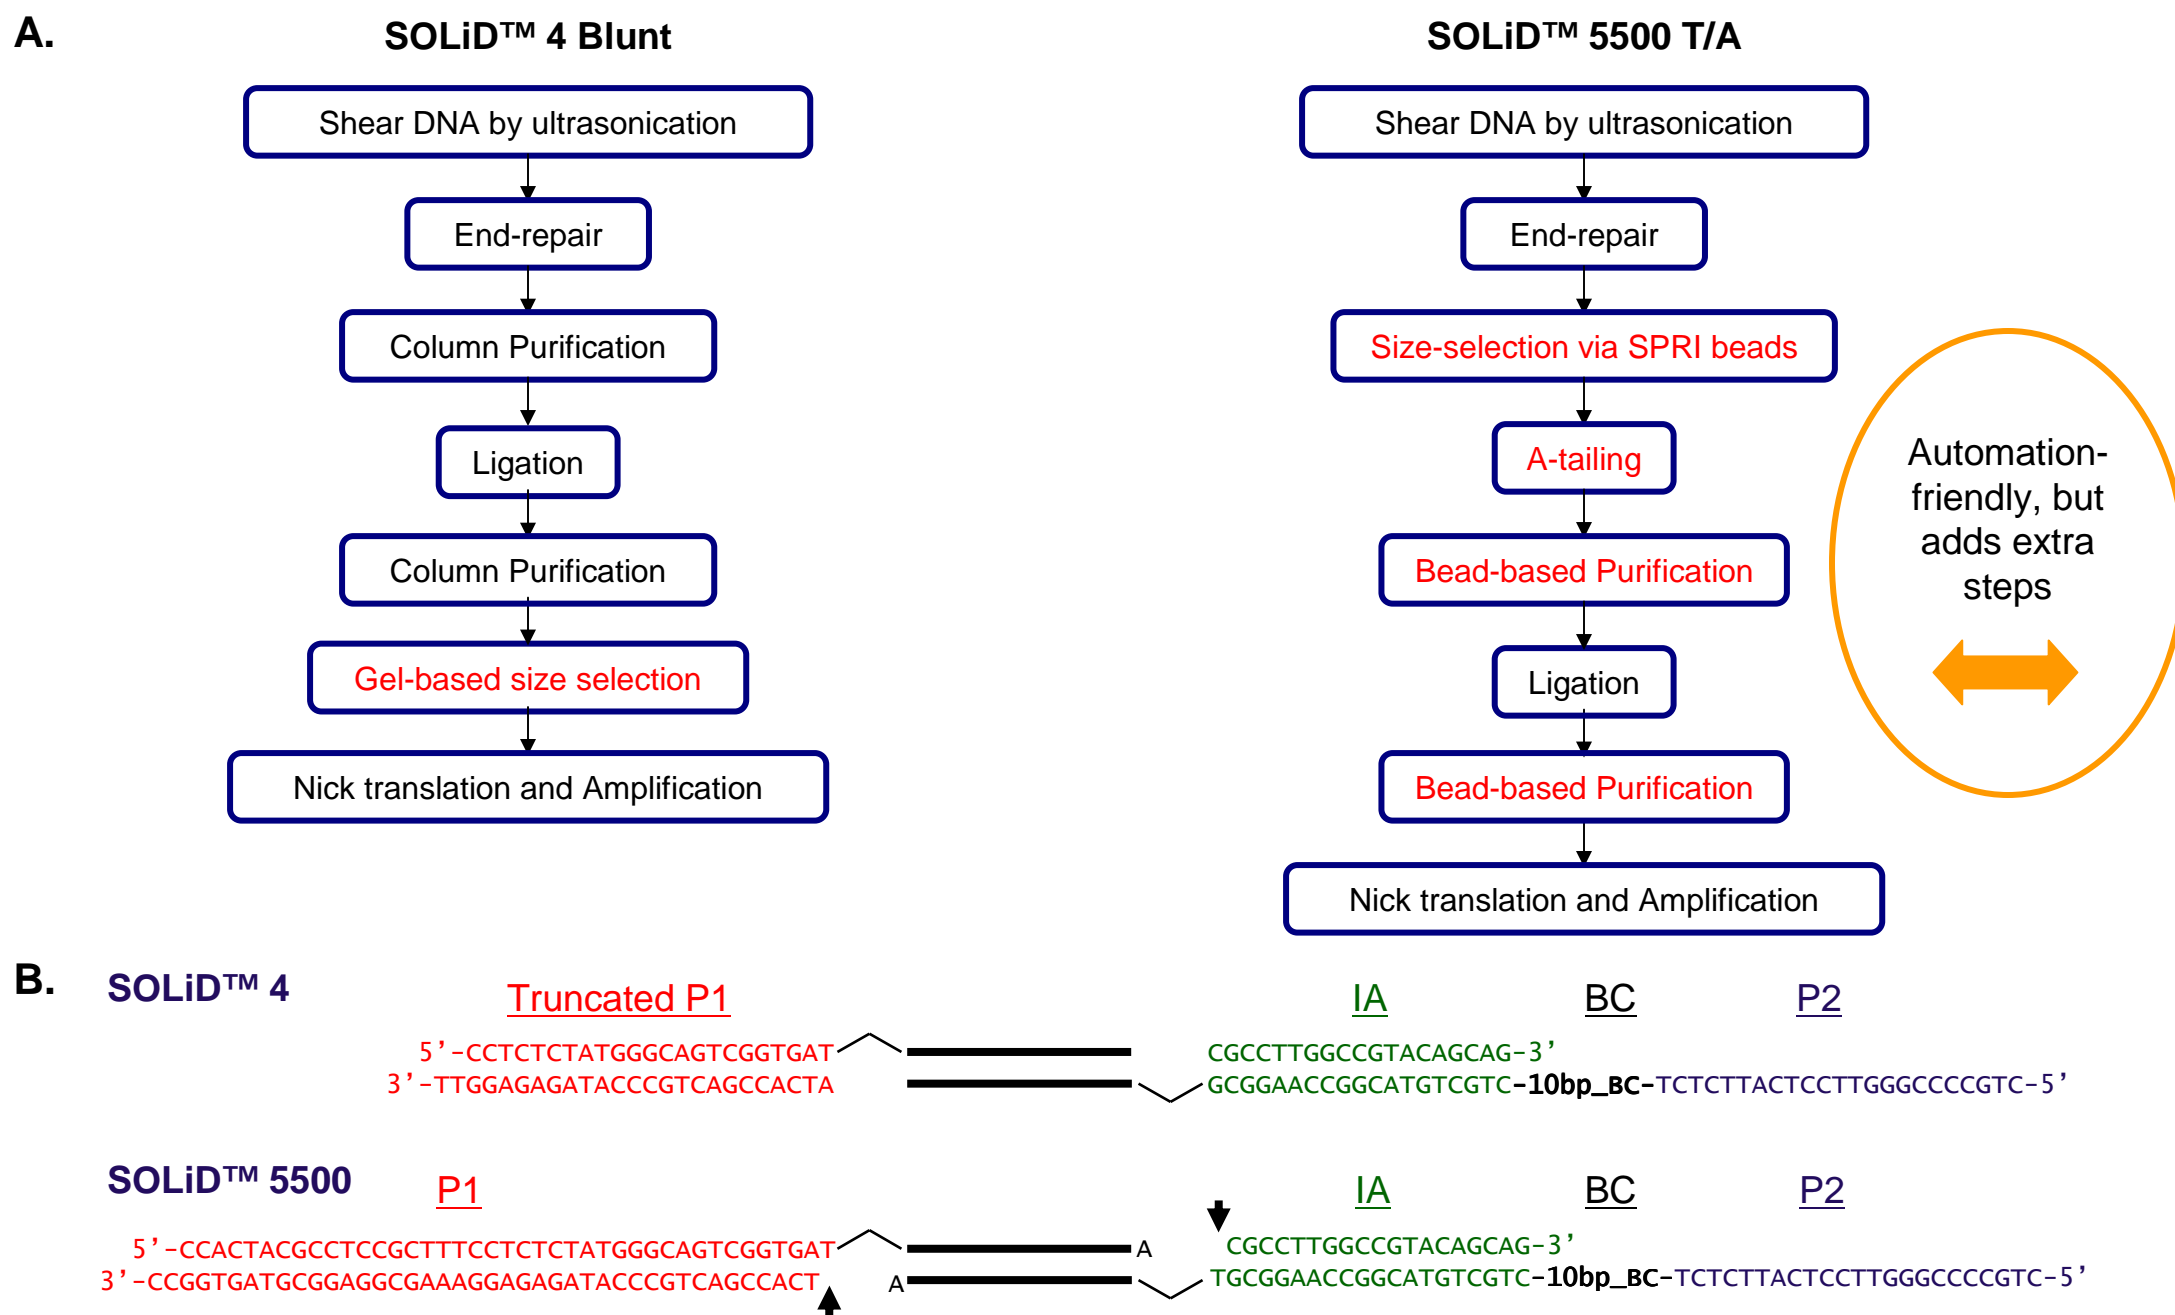 A.
SOLiD™ 4 Blunt
Shear DNA by ultrasonication
End-repair
Column Purification
Ligation
Column Purification
Gel-based size selection
Nick translation and Amplification
SOLiD™ 5500 T/A
Shear DNA by ultrasonication
End-repair
Size-selection via SPRI beads
A-tailing
Bead-based Purification
Ligation
Bead-based Purification
Nick translation and Amplification
Automation-
friendly, but
adds extra
steps
B.
SOLiD™ 4
Truncated P1 IA BC P2
5’-CCTCTCTATGGGCAGTCGGTGAT CGCCTTGGCCGTACAGCAG-3’
3’-TTGGAGAGATACCCGTCAGCCACTA GCGGAACCGGCATGTCGTC-10bp_BC-TCTCTTACTCCTTGGGCCCCGTC-5’
SOLiD™ 5500
P1 IA BC P2
5’-CCACTACGCCTCCGCTTTCCTCTCTATGGGCAGTCGGTGAT A CGCCTTGGCCGTACAGCAG-3’
3’-CCGGTGATGCGGAGGCGAAAGGAGAGATACCCGTCAGCCACT A TGCGGAACCGGCATGTCGTC-10bp_BC-TCTCTTACTCCTTGGGCCCCGTC-5’